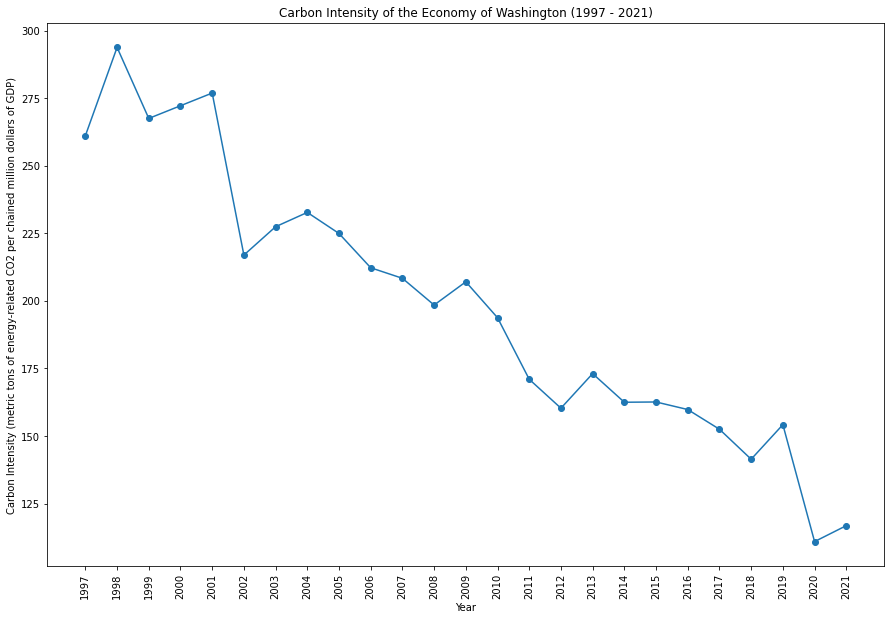 Carbon Intensity of the Economy of Washington (1997 - 2021)
Carbon Intensity (metric tons of energy-related CO2 per chained million dollars of GDP)
300
275
250
225
200
175
150
125
1997 1998 1999 2000 2001 2002 2003 2004 2005 2006 2007 2008 2009 2010 2011 2012 2013 2014 2015 2016 2017 2018 2019 2020 2021
Year